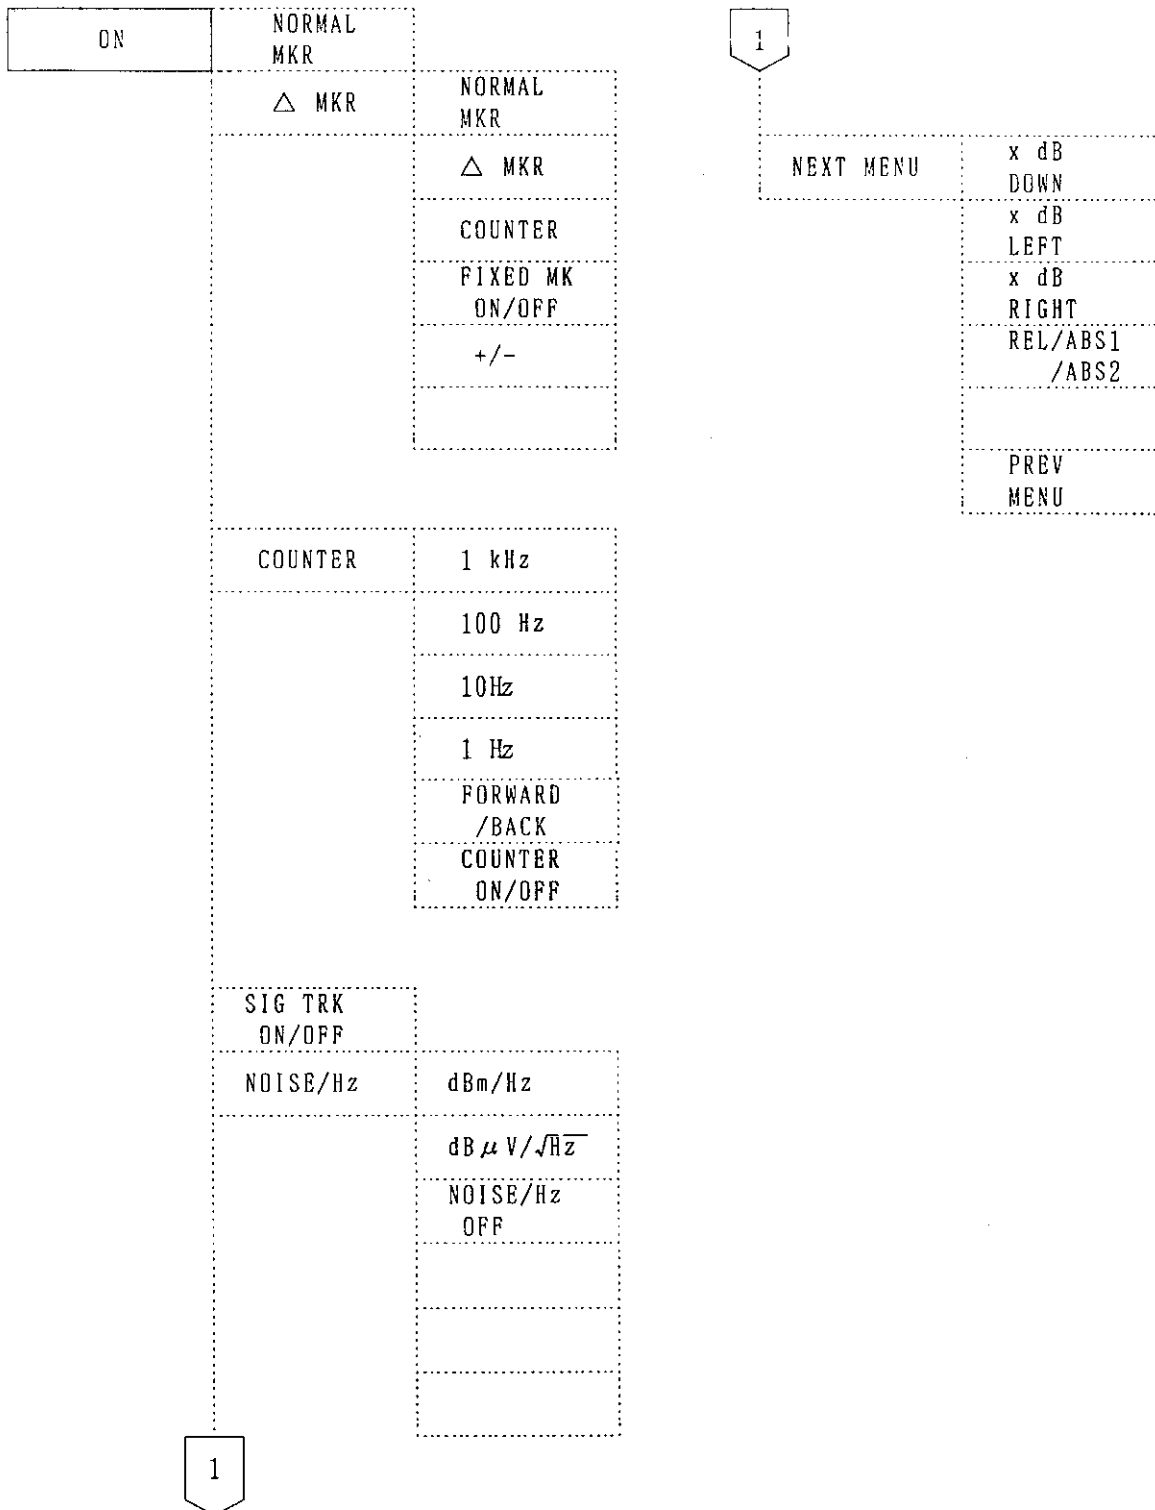 ON
NORMAL
MKR
△ MKR
NORMAL
MKR
△ MKR
COUNTER
FIXED MK
ON/OFF
+/-
COUNTER
1 kHz
100 Hz
10Hz
1 Hz
FORWARD
/BACK
COUNTER
ON/OFF
SIG TRK
ON/OFF
NOISE/Hz
dBm/Hz
dBμV/√Hz
NOISE/Hz
OFF
1
1
NEXT MENU
x dB
DOWN
x dB
LEFT
x dB
RIGHT
REL/ABS1
/ABS2
PREV
MENU